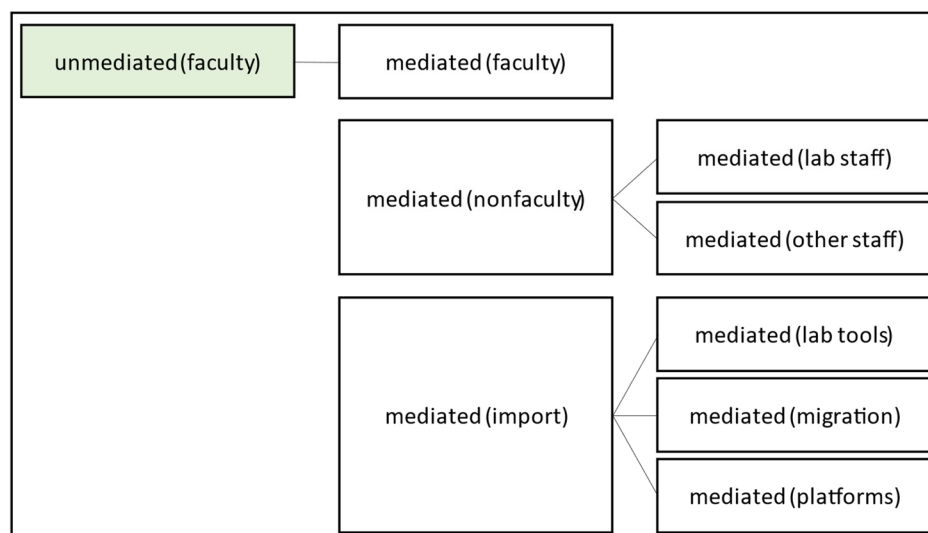 unmediated (faculty)
mediated (faculty)
mediated (nonfaculty)
mediated (lab staff)
mediated (other staff)
mediated (import)
mediated (lab tools)
mediated (migration)
mediated (platforms)